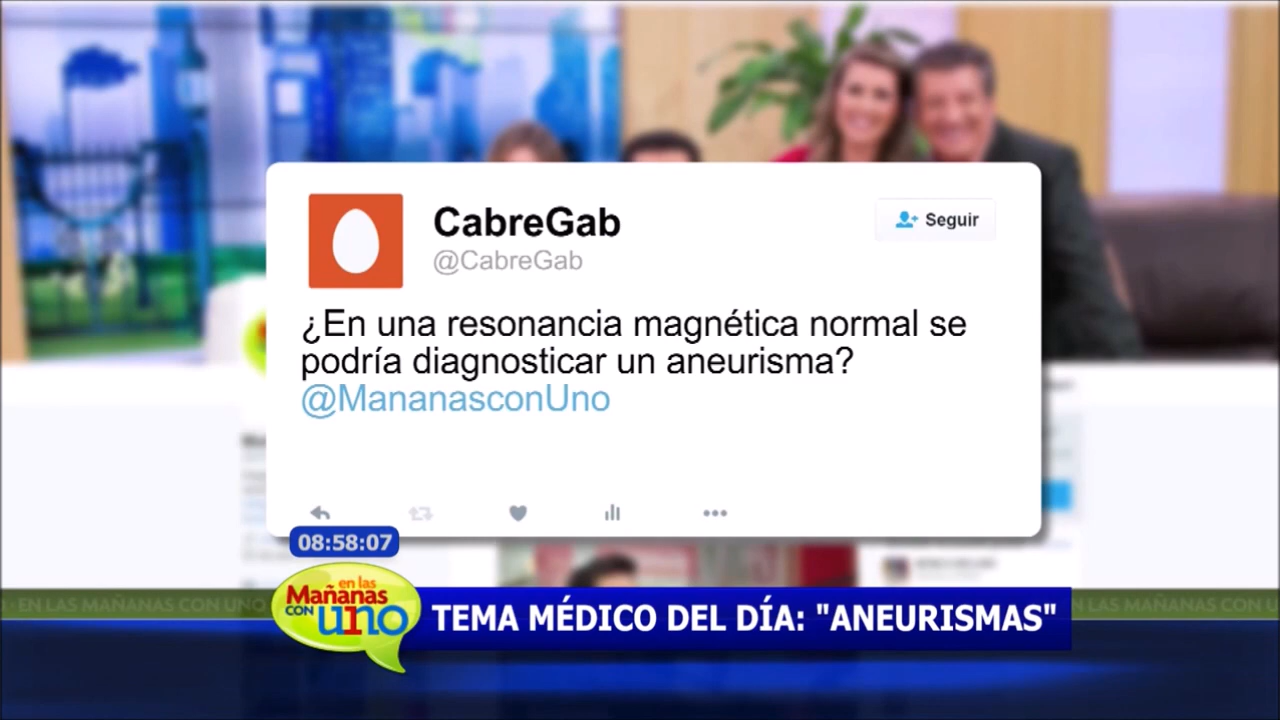 CabreGab
@CabreGab
Seguir
¿En una resonancia magnética normal se
podría diagnosticar un aneurisma?
@MananasconUno
08:58:07
en las
Mañanas
CON
uno
TEMA MÉDICO DEL DÍA: "ANEURISMAS"
EN LAS MAÑANAS CON UNO
EN LAS MAÑANAS CON U